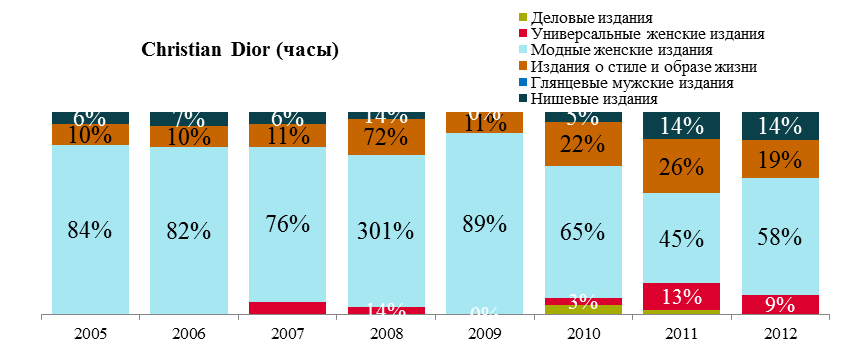 Christian Dior (часы)
Деловые издания
Универсальные женские издания
Модные женские издания
Издания о стиле и образе жизни
Глянцевые мужские издания
Нишевые издания
6% 7% 6% 14% 0% 5% 14% 14%
10% 10% 11% 72% 11% 22% 26% 19%
84% 82% 76% 301% 89% 65% 45% 58%
14% 0% 3% 13% 9%
2005 2006 2007 2008 2009 2010 2011 2012